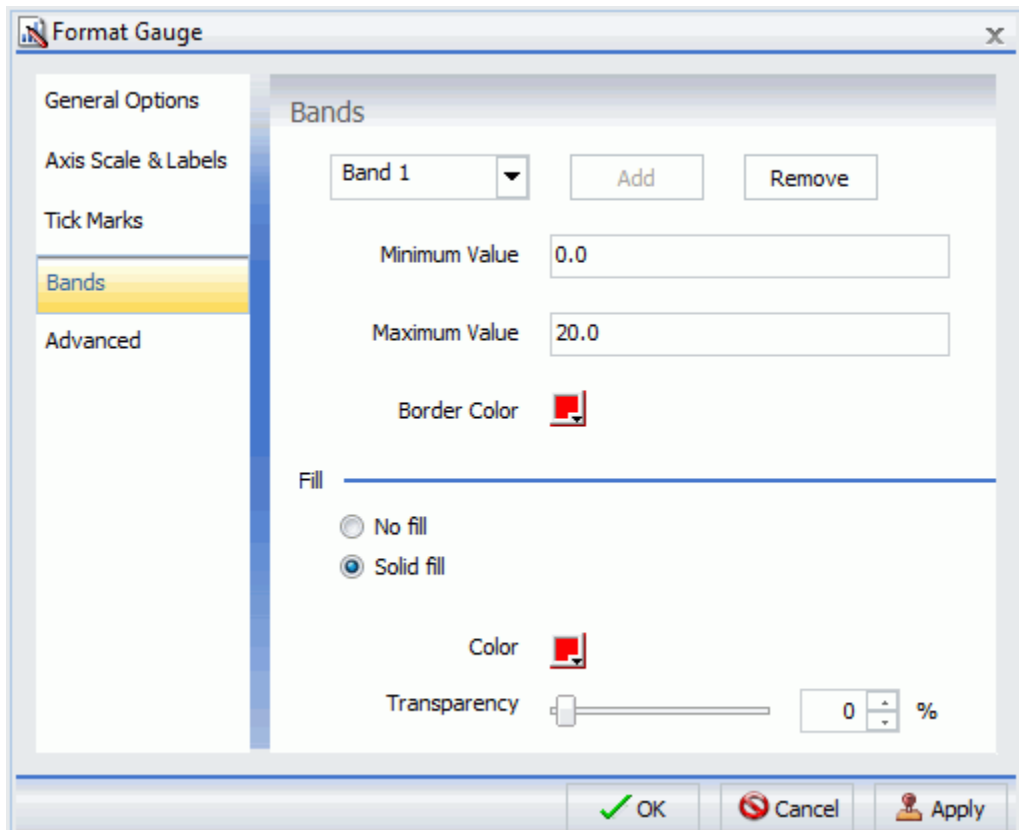 Format Gauge
General Options
Axis Scale & Labels
Tick Marks
Bands
Advanced
Bands
Band 1 Add Remove
Minimum Value 0.0
Maximum Value 20.0
Border Color
Fill
No fill
Solid fill
Color
Transparency 0 %
OK Cancel Apply